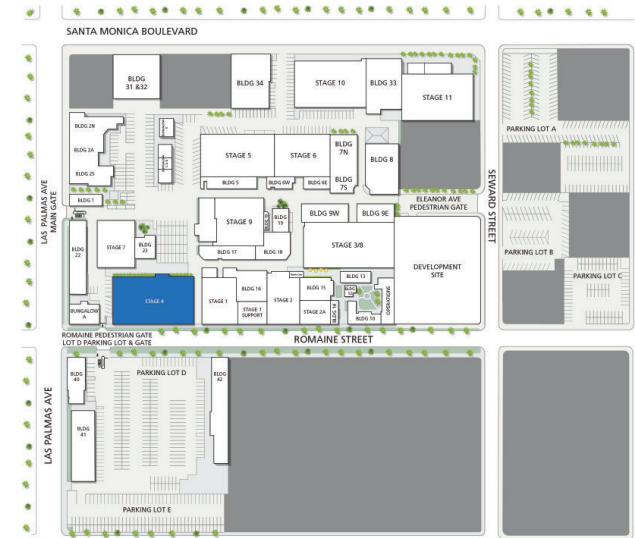 SANTA MONICA BOULEVARD
BLDG
31 &32
BLDG 34
STAGE 10
BLDG 33
STAGE 11
BLDG 2N
BLDG 2A
BLDG 2S
STAGE 5
STAGE 6
BLDG
7N
BLDG
7S
BLDG 8
BLDG 5
BLDG 6W
BLDG 6E
PARKING LOT A
LAS PALMAS AVE
MAIN GATE
BLDG 1
ELEANOR AVE
PEDESTRIAN GATE
SEWARD STREET
BLDG
22
STAGE 7
BLDG
23
STAGE 9
BLDG
19
BLDG 17
BLDG 18
BLDG 9W
BLDG 9E
STAGE 3/8
DEVELOPMENT
SITE
PARKING LOT B
PARKING LOT C
BUNGALOW
A
STAGE 4
STAGE 1
BLDG 16
STAGE 1
SUPPORT
STAGE 2
BLDG 15
STAGE 2A
BLDG 14
BLDG 13
BLDG 10
OPERATIONS
ROMAINE PEDESTRIAN GATE
LOT D PARKING LOT & GATE
ROMAINE STREET
LAS PALMAS AVE
BLDG
40
BLDG
41
PARKING LOT D
BLDG
42
PARKING LOT E